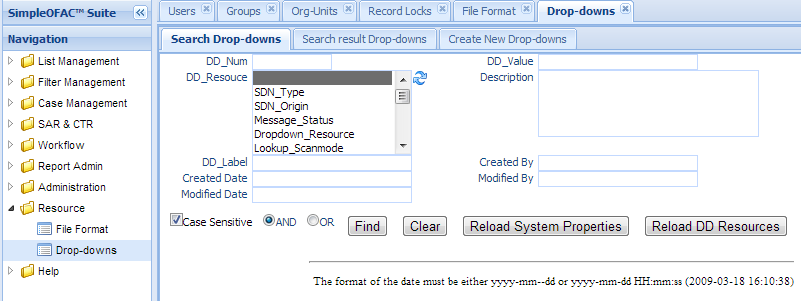 SimpleOFAC™ Suite
Users
Groups
Org-Units
Record Locks
File Format
Drop-downs
Navigation
List Management
Filter Management
Case Management
SAR & CTR
Workflow
Report Admin
Administration
Resource
File Format
Drop-downs
Help
Search Drop-downs
Search result Drop-downs
Create New Drop-downs
DD_Num
DD_Value
DD_Resouce
Description
SDN_Type
SDN_Origin
Message_Status
Dropdown_Resource
Lookup_Scanmode
DD_Label
Created By
Created Date
Modified By
Modified Date
Case Sensitive
AND
OR
Find
Clear
Reload System Properties
Reload DD Resources
The format of the date must be either yyyy-mm--dd or yyyy-mm-dd HH:mm:ss (2009-03-18 16:10:38)